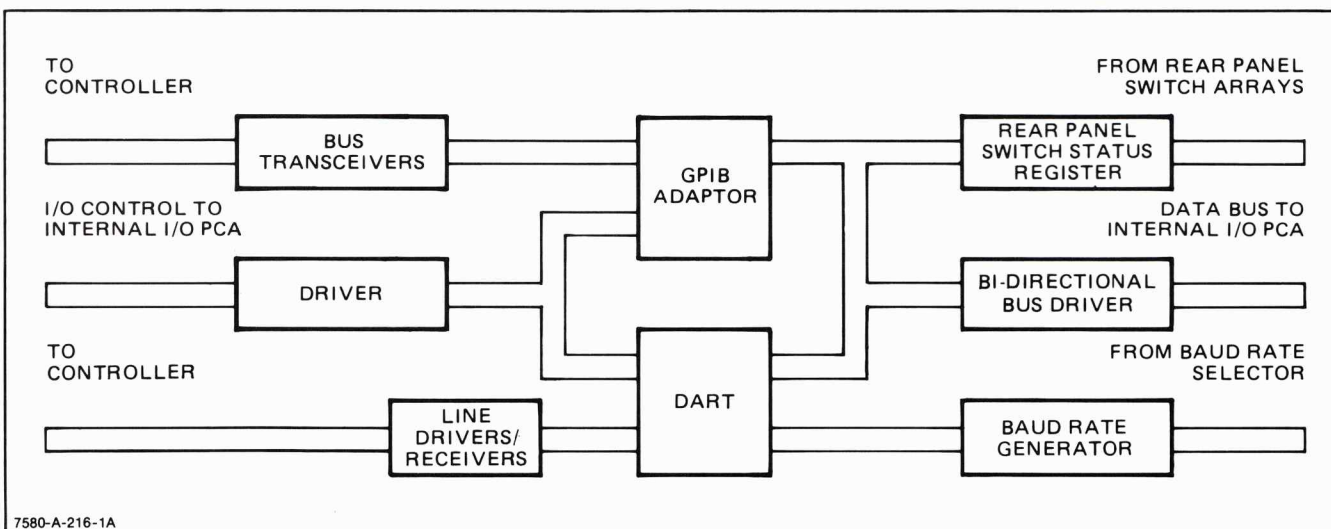 TO
CONTROLLER
FROM REAR PANEL
SWITCH ARRAYS
BUS
TRANSCEIVERS
GPIB
ADAPTOR
REAR PANEL
SWITCH STATUS
REGISTER
I/O CONTROL TO
INTERNAL I/O PCA
DATA BUS TO
INTERNAL I/O PCA
DRIVER
BI-DIRECTIONAL
BUS DRIVER
TO
CONTROLLER
FROM BAUD RATE
SELECTOR
DART
LINE
DRIVERS/
RECEIVERS
BAUD RATE
GENERATOR
7580-A-216-1A